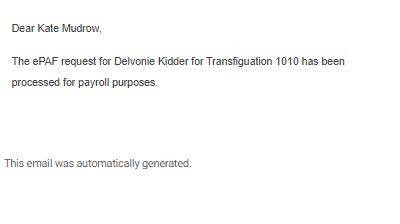 Dear Kate Mudrow,
The ePAF request for Delvonie Kidder for Transfiguation 1010 has been
processed for payroll purposes.
This email was automatically generated.